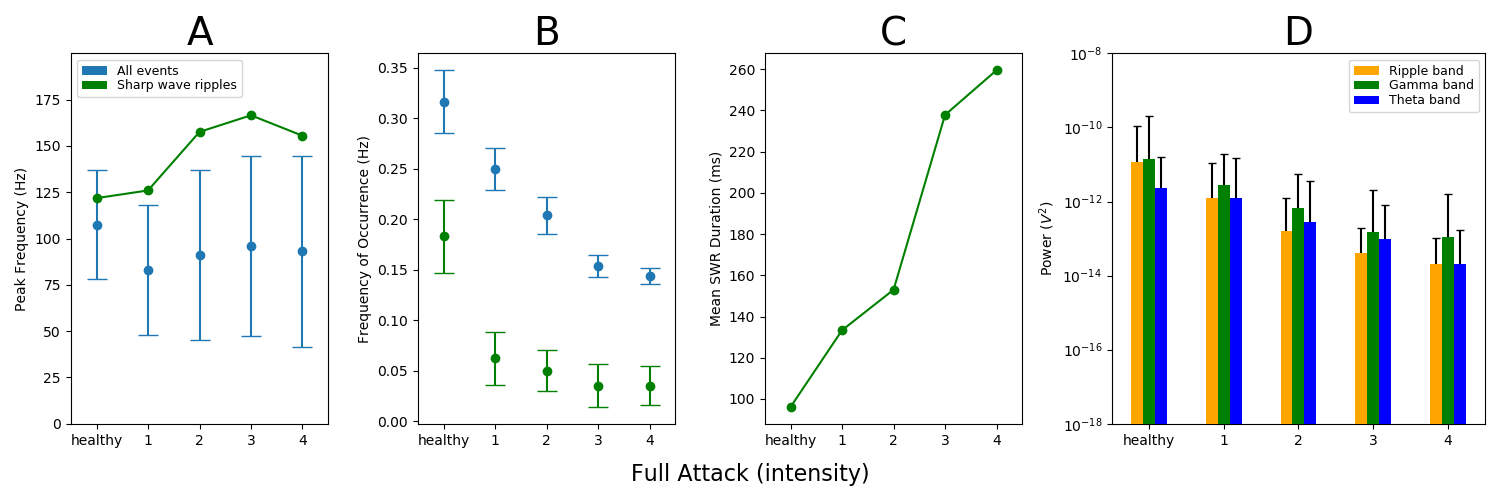 A
B
C
D
All events
Sharp wave ripples
Peak Frequency (Hz)
175
150
125
100
75
50
25
0
healthy 1 2 3 4
Frequency of Occurrence (Hz)
0.35
0.30
0.25
0.20
0.15
0.10
0.05
0.00
healthy 1 2 3 4
Mean SWR Duration (ms)
260
240
220
200
180
160
140
120
100
healthy 1 2 3 4
Ripple band
Gamma band
Theta band
Power (V²)
10⁻⁸
10⁻¹⁰
10⁻¹²
10⁻¹⁴
10⁻¹⁶
10⁻¹⁸
healthy 1 2 3 4
Full Attack (intensity)